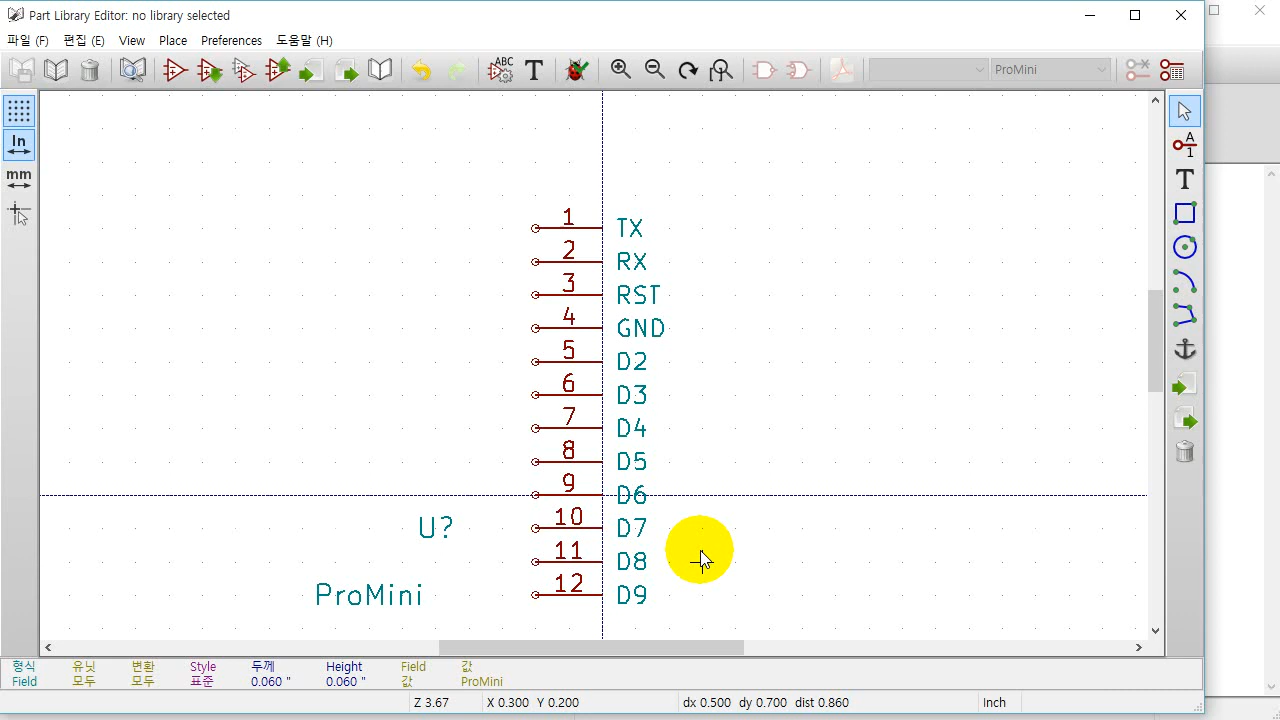 Part Library Editor: no library selected
파일 (F) 편집 (E) View Place Preferences 도움말 (H)
ABC T ProMini
In
mm
A
1
T
1 TX
2 RX
3 RST
4 GND
5 D2
6 D3
7 D4
8 D5
9 D6
U? 10 D7
11 D8
ProMini 12 D9
형식 유닛 변환 Style 두께 Height Field 값
Field 모두 모두 표준 0.060 " 0.060 " 값 ProMini
Z 3.67 X 0.300 Y 0.200 dx 0.500 dy 0.700 dist 0.860 Inch